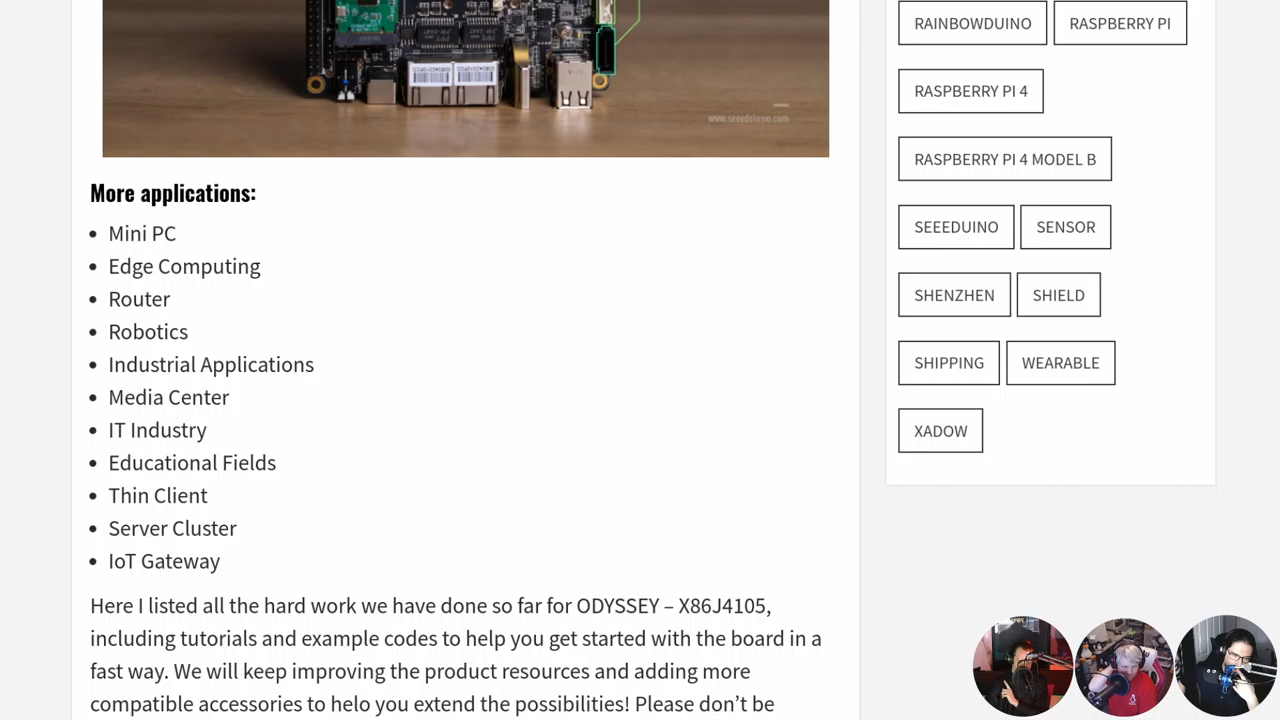 www.seeedstudio.com
More applications:
Mini PC
Edge Computing
Router
Robotics
Industrial Applications
Media Center
IT Industry
Educational Fields
Thin Client
Server Cluster
IoT Gateway
Here I listed all the hard work we have done so far for ODYSSEY – X86J4105,
including tutorials and example codes to help you get started with the board in a
fast way. We will keep improving the product resources and adding more
compatible accessories to helo you extend the possibilities! Please don’t be
RAINBOWDUINO RASPBERRY PI
RASPBERRY PI 4
RASPBERRY PI 4 MODEL B
SEEEDUINO SENSOR
SHENZHEN SHIELD
SHIPPING WEARABLE
XADOW